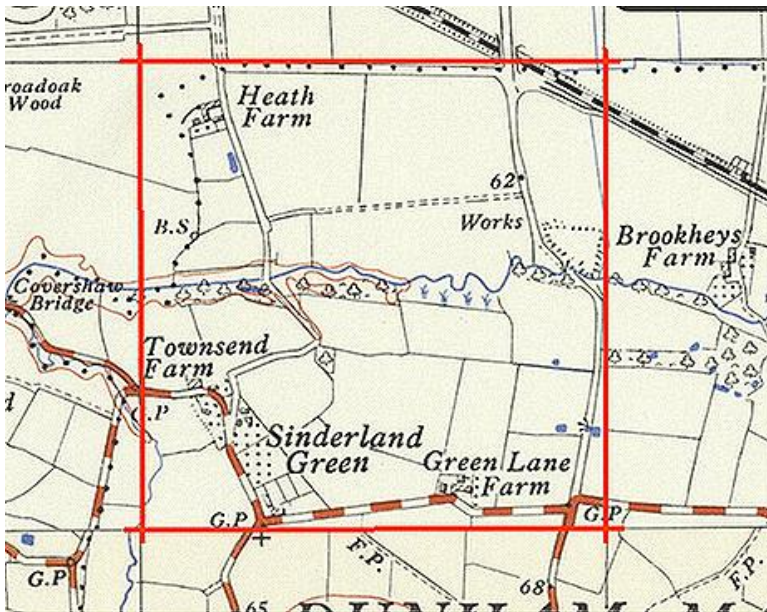 roadoak
Wood
Heath
Farm
62
B.S
Works
Brookheys
Farm
Covershaw
Bridge
Townsend
Farm
d
G.P
Sinderland
Green
Green Lane
Farm
G.P
G.P
F.P.
F.P.
G.P
65
68